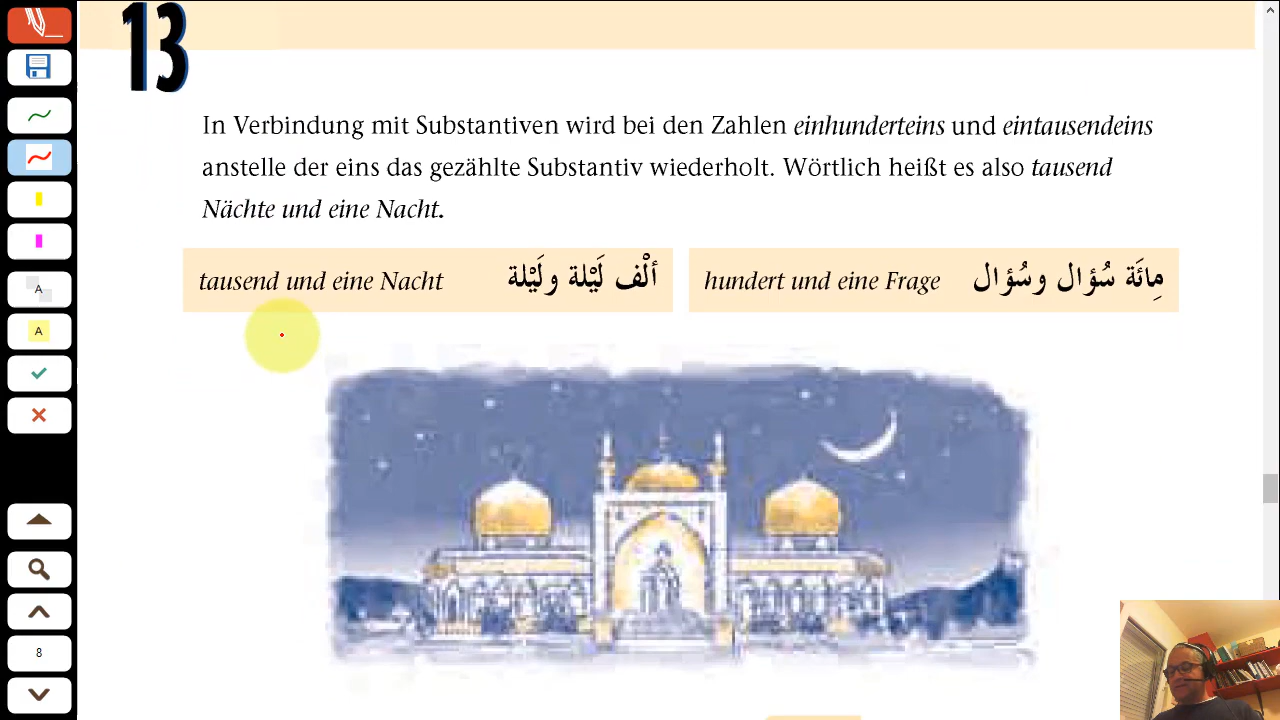 13
In Verbindung mit Substantiven wird bei den Zahlen einhunderteins und eintausendeins
anstelle der eins das gezählte Substantiv wiederholt. Wörtlich heißt es also tausend
Nächte und eine Nacht.
tausend und eine Nacht أَلْف لَيْلة ولَيْلة
hundert und eine Frage مِائَة سُؤال وسُؤال
A
A
8